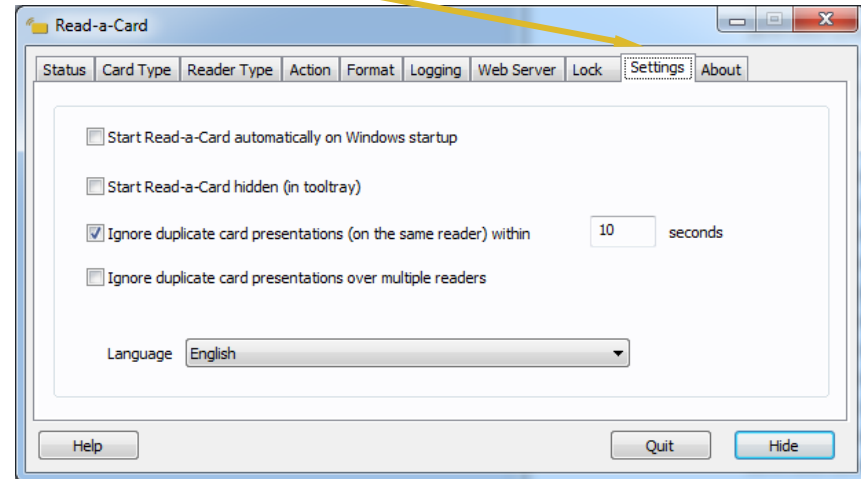 Read-a-Card
Status Card Type Reader Type Action Format Logging Web Server Lock Settings About
Start Read-a-Card automatically on Windows startup
Start Read-a-Card hidden (in tooltray)
Ignore duplicate card presentations (on the same reader) within 10 seconds
Ignore duplicate card presentations over multiple readers
Language English
Help Quit Hide